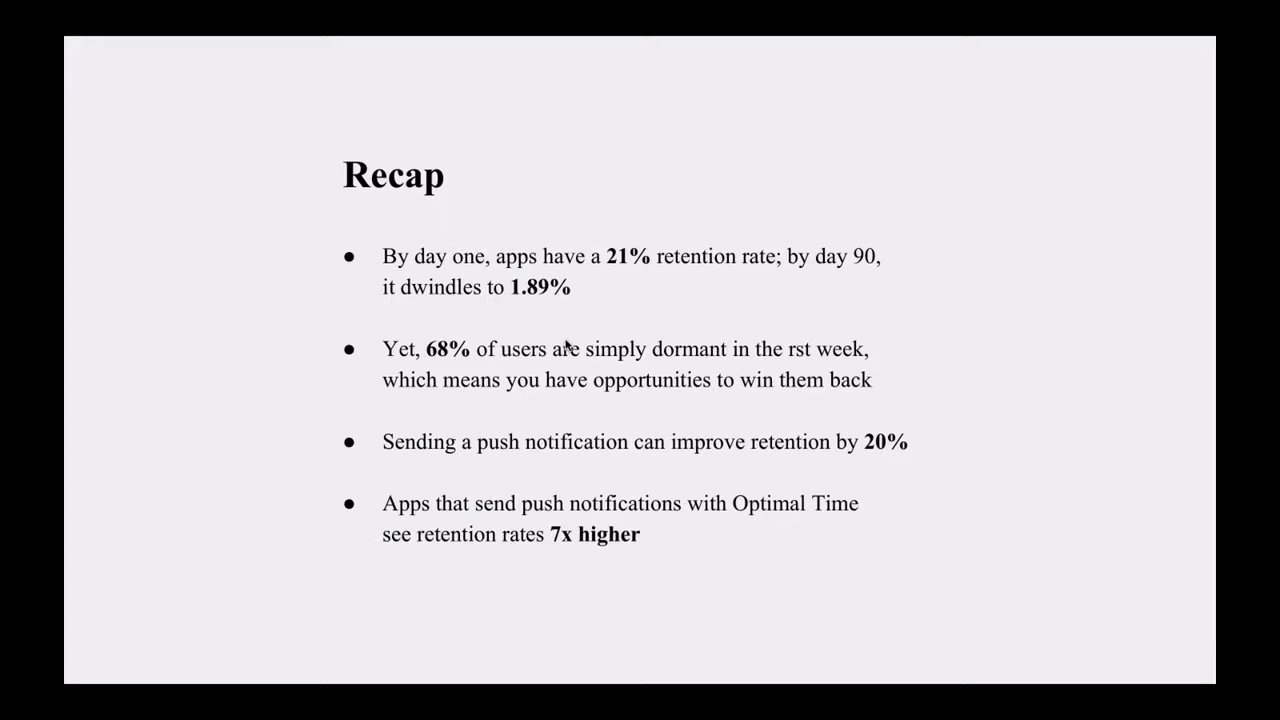 Recap
● By day one, apps have a 21% retention rate; by day 90,
it dwindles to 1.89%
● Yet, 68% of users are simply dormant in the rst week,
which means you have opportunities to win them back
● Sending a push notification can improve retention by 20%
● Apps that send push notifications with Optimal Time
see retention rates 7x higher